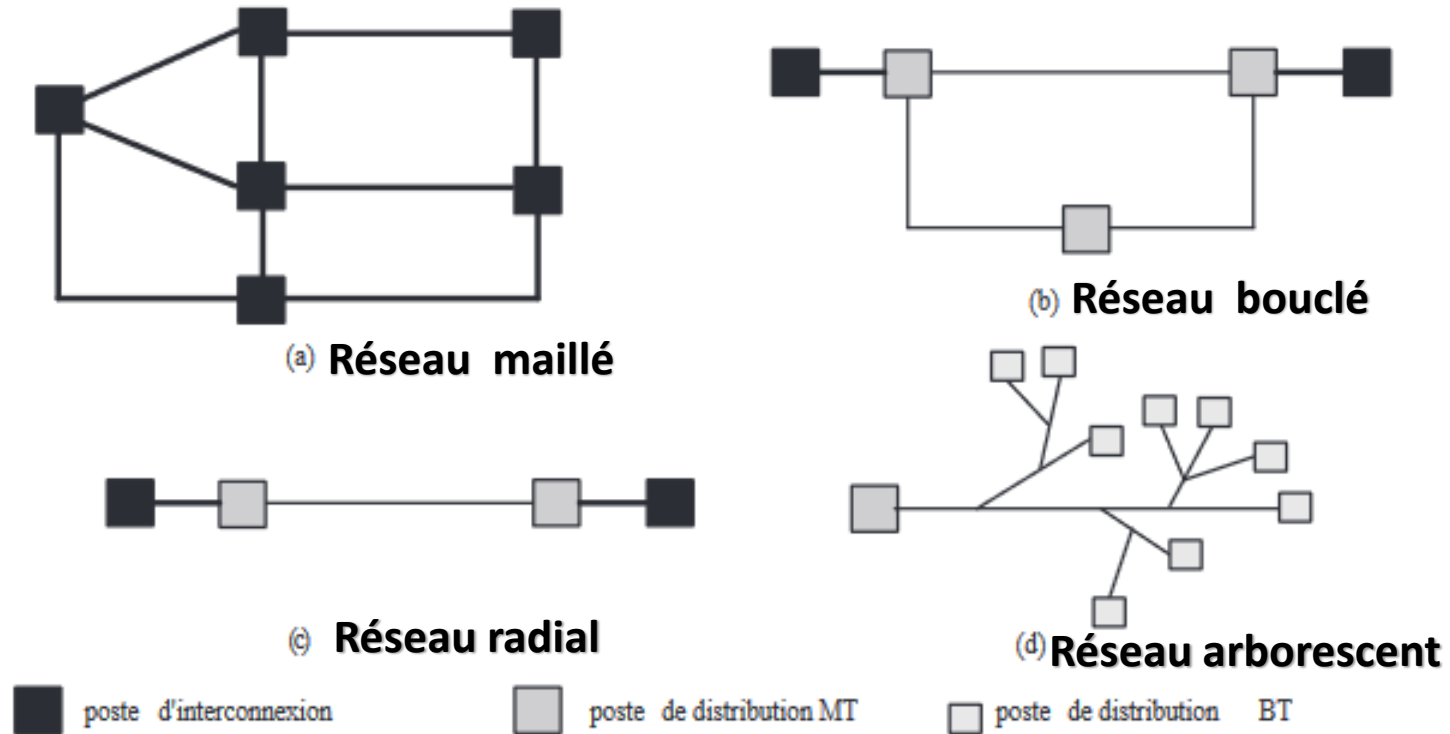 (a) Réseau maillé
(b) Réseau bouclé
(c) Réseau radial
(d) Réseau arborescent
poste d'interconnexion
poste de distribution MT
poste de distribution BT